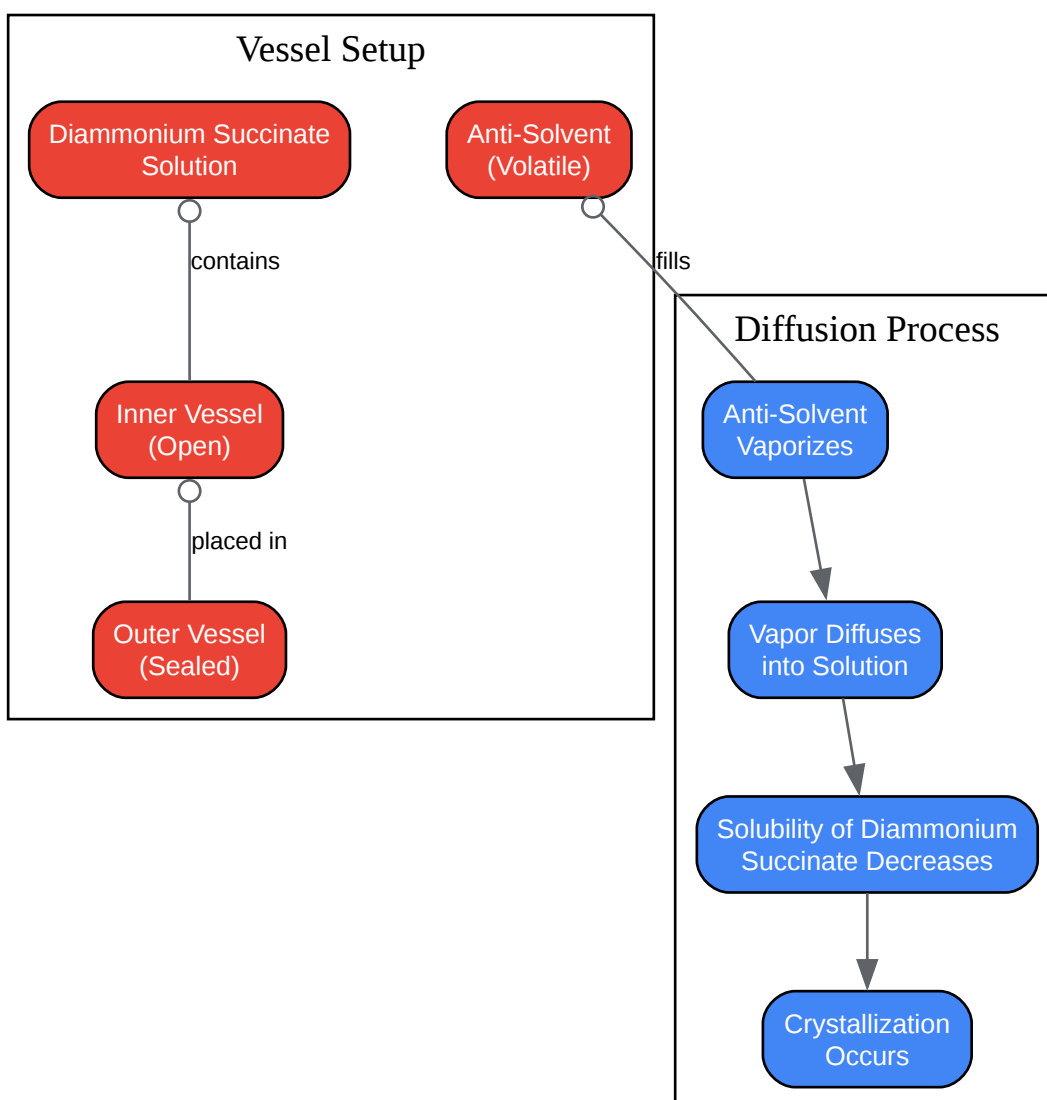 Vessel Setup
Diammonium Succinate
Solution
Anti-Solvent
(Volatile)
contains
fills
Inner Vessel
(Open)
placed in
Outer Vessel
(Sealed)
Diffusion Process
Anti-Solvent
Vaporizes
Vapor Diffuses
into Solution
Solubility of Diammonium
Succinate Decreases
Crystallization
Occurs